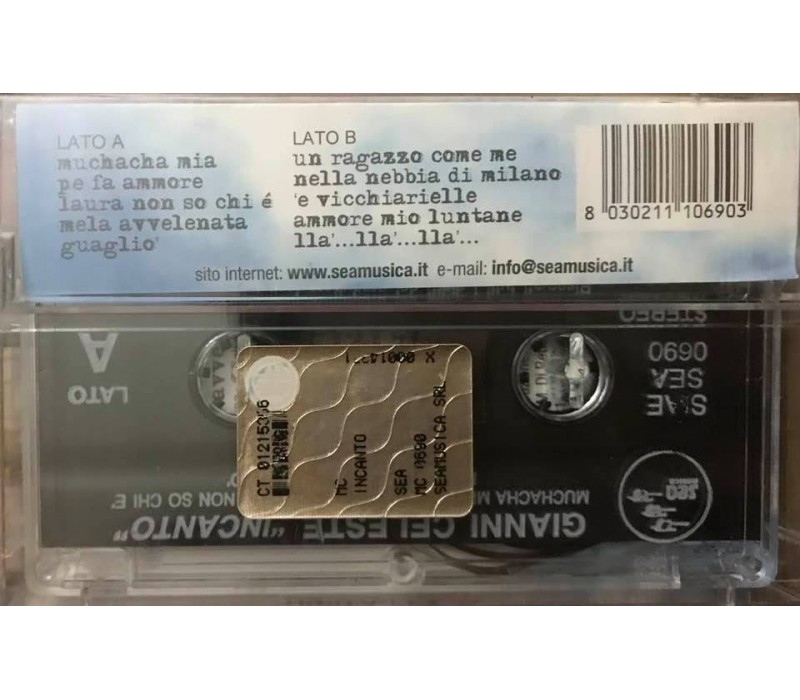 LATO A
muchacha mia
pe fa ammore
laura non so chi é
mela avvelenata
guagliò
LATO B
un ragazzo come me
nella nebbia di milano
'e vicchiarielle
ammore mio luntane
lla'...lla'...lla'...
8 030211 106903
sito internet: www.seamusica.it e-mail: info@seamusica.it
STEREO
0690
SEA
SIAE
LATO
A
CT
MC
INCANTO
SEA
MC 0690
SEAMUSICA SRL
sea
GIANNI CELESTE "INCANTO"
MUCHACHA
NON SO CHI E'